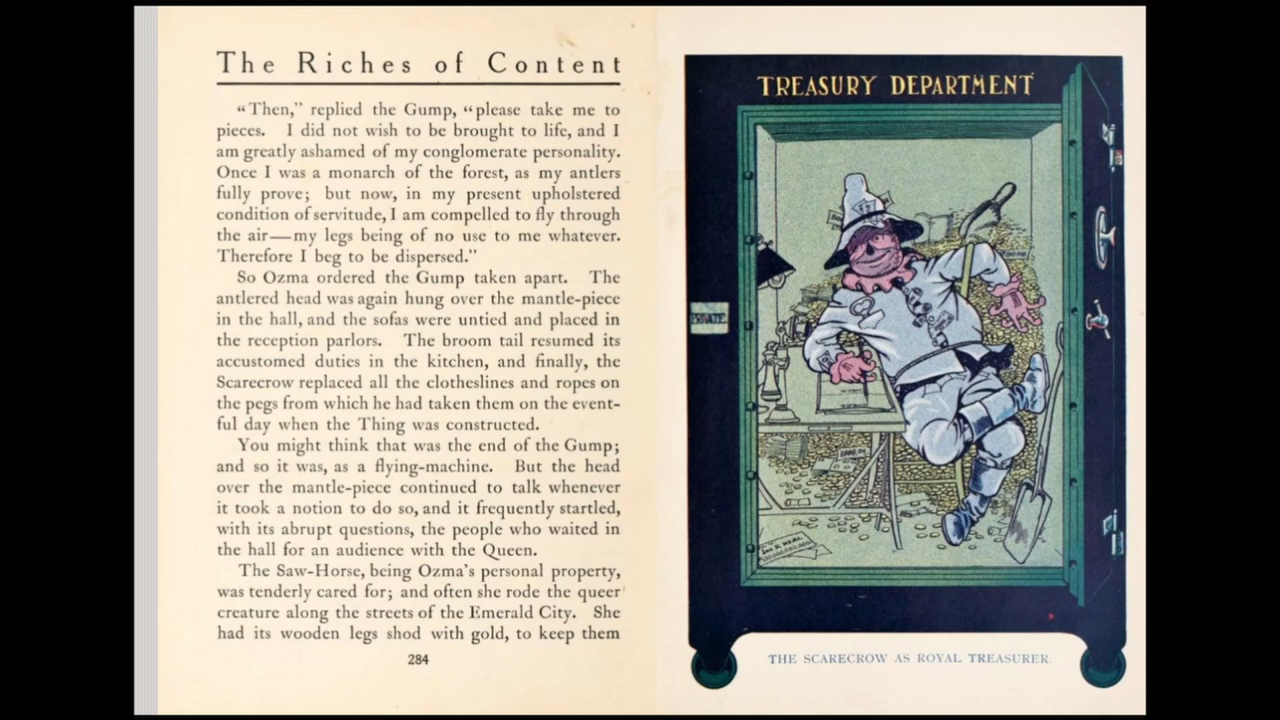 The Riches of Content
“Then,” replied the Gump, “please take me to
pieces. I did not wish to be brought to life, and I
am greatly ashamed of my conglomerate personality.
Once I was a monarch of the forest, as my antlers
fully prove; but now, in my present upholstered
condition of servitude, I am compelled to fly through
the air—my legs being of no use to me whatever.
Therefore I beg to be dispersed.”
So Ozma ordered the Gump taken apart. The
antlered head was again hung over the mantle-piece
in the hall, and the sofas were untied and placed in
the reception parlors. The broom tail resumed its
accustomed duties in the kitchen, and finally, the
Scarecrow replaced all the clotheslines and ropes on
the pegs from which he had taken them on the event-
ful day when the Thing was constructed.
You might think that was the end of the Gump;
and so it was, as a flying-machine. But the head
over the mantle-piece continued to talk whenever
it took a notion to do so, and it frequently startled,
with its abrupt questions, the people who waited in
the hall for an audience with the Queen.
The Saw-Horse, being Ozma’s personal property,
was tenderly cared for; and often she rode the queer
creature along the streets of the Emerald City. She
had its wooden legs shod with gold, to keep them
284
TREASURY DEPARTMENT
PRIVATE
THE SCARECROW AS ROYAL TREASURER.